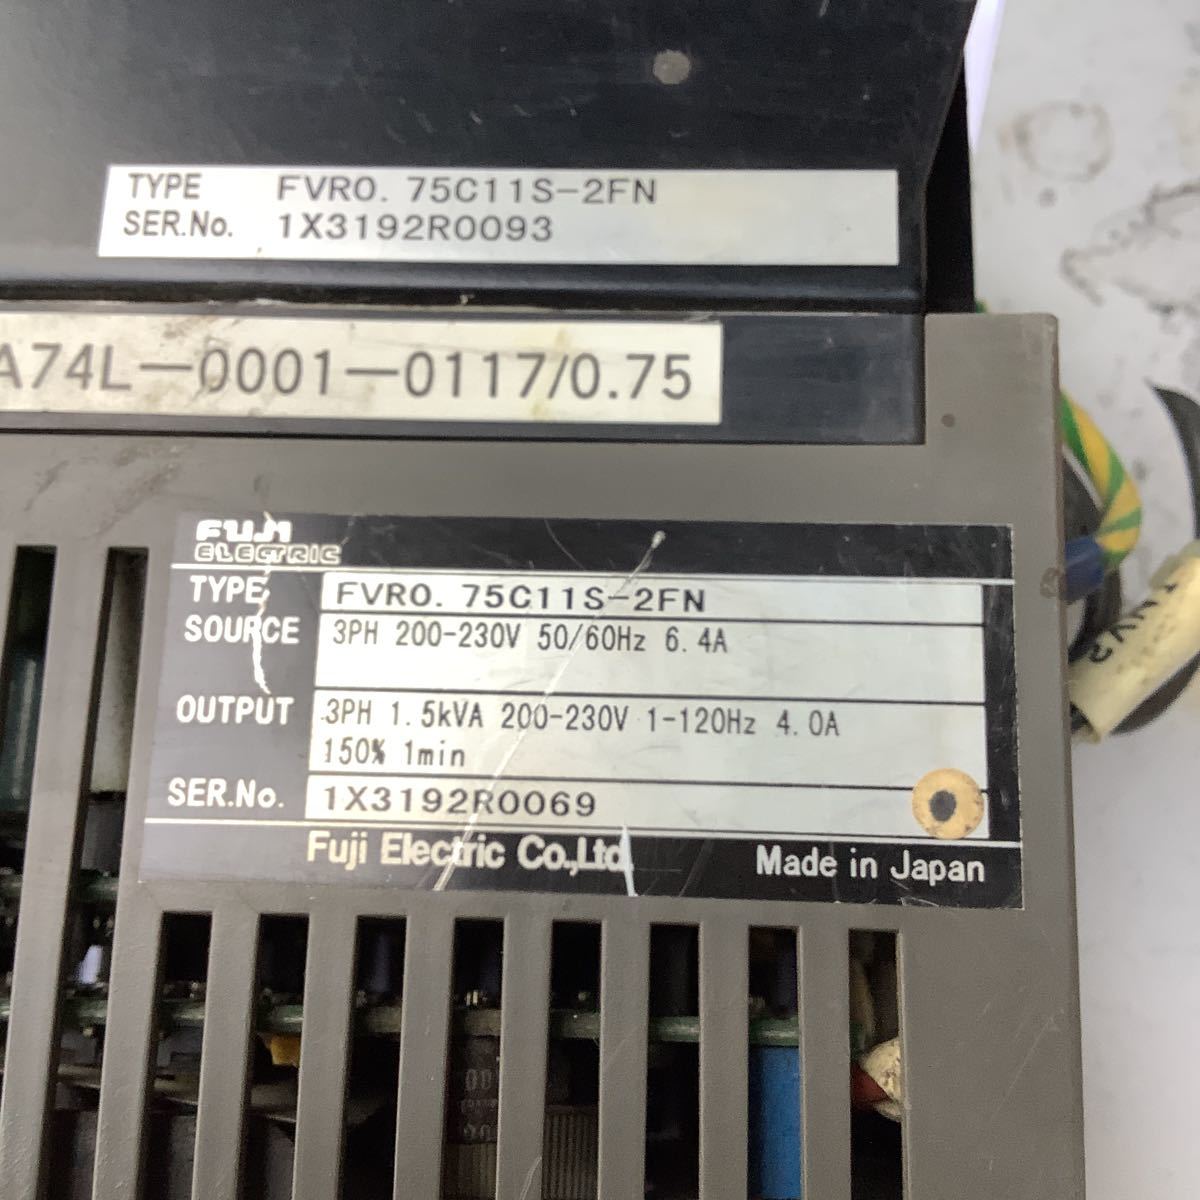 TYPE FVR0. 75C11S-2FN
SER.No. 1X3192R0093
A74L-0001-0117/0.75
FUJI
ELECTRIC
TYPE FVR0. 75C11S-2FN
SOURCE 3PH 200-230V 50/60Hz 6. 4A
OUTPUT 3PH 1. 5kVA 200-230V 1-120Hz 4. 0A
150% 1min
SER.No. 1X3192R0069
Fuji Electric Co.,Ltd.
Made in Japan